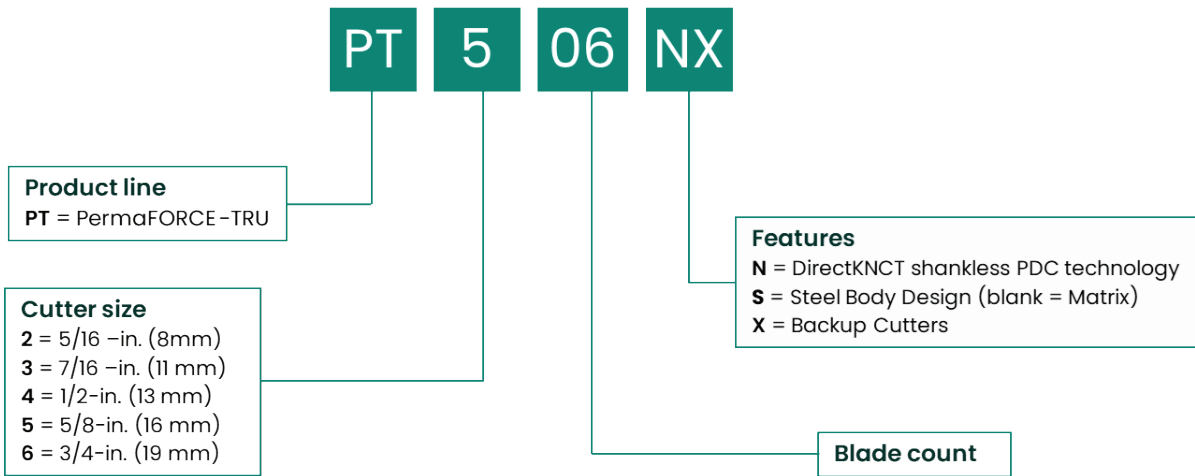 PT 5 06 NX
Product line
PT = PermaFORCE-TRU
Cutter size
2 = 5/16 –in. (8mm)
3 = 7/16 –in. (11 mm)
4 = 1/2-in. (13 mm)
5 = 5/8-in. (16 mm)
6 = 3/4-in. (19 mm)
Features
N = DirectKNCT shankless PDC technology
S = Steel Body Design (blank = Matrix)
X = Backup Cutters
Blade count